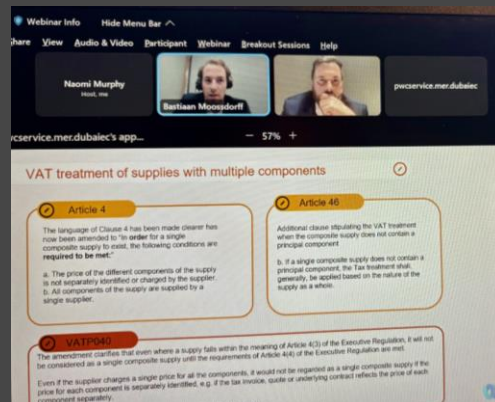 Webinar Info Hide Menu Bar
hare View Audio & Video Participant Webinar Breakout Sessions Help
Naomi Murphy
Host, me
Bastiaan Moossdorff
pwcservice.mer.dubaiec
vcservice.mer.dubaiec's app...
− 57% +
VAT treatment of supplies with multiple components
Article 4
The language of Clause 4 has been made clearer has
now been amended to "in order for a single
composite supply to exist, the following conditions are
required to be met:"
a. The price of the different components of the supply
is not separately identified or charged by the supplier.
b. All components of the supply are supplied by a
single supplier.
Article 46
Additional clause stipulating the VAT treatment
when the composite supply does not contain a
principal component
b. If a single composite supply does not contain a
principal component, the Tax treatment shall,
generally, be applied based on the nature of the
supply as a whole.
VATP040
The amendment clarifies that even where a supply falls within the meaning of Article 4(3) of the Executive Regulation, it will not
be considered as a single composite supply until the requirements of Article 4(4) of the Executive Regulation are met.
Even if the supplier charges a single price for all the components, it would not be regarded as a single composite supply if the
price for each component is separately identified, e.g. if the tax invoice, quote or underlying contract reflects the price of each
component separately.